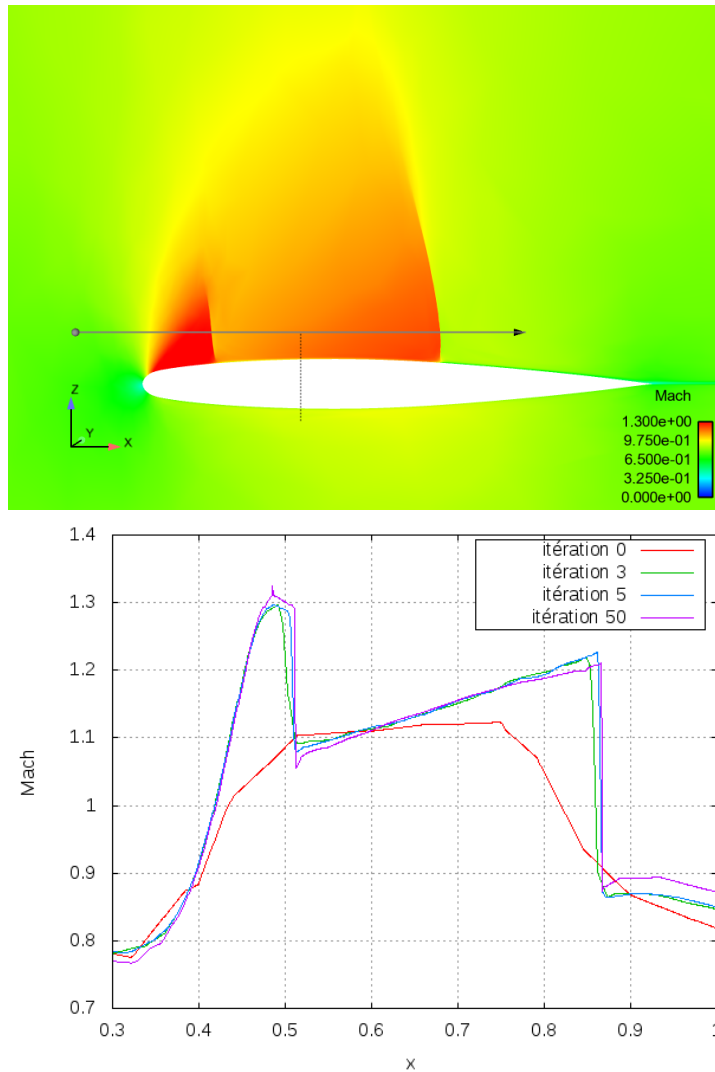 Z
Y
X
Mach
1.300e+00
9.750e-01
6.500e-01
3.250e-01
0.000e+00
1.4
itération 0
itération 3
itération 5
itération 50
1.3
1.2
1.1
Mach
1
0.9
0.8
0.7
0.3 0.4 0.5 0.6 0.7 0.8 0.9 1
x